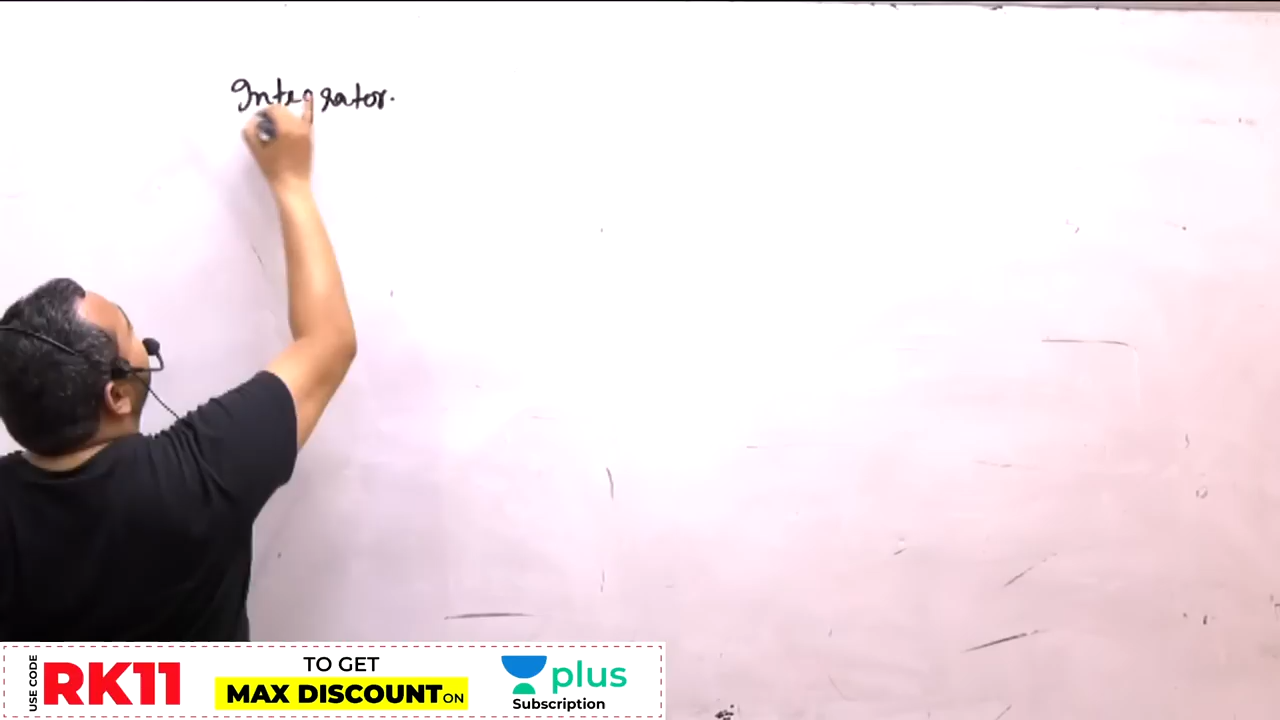 Integrator.
USE CODE
RK11
TO GET
MAX DISCOUNT ON
plus
Subscription